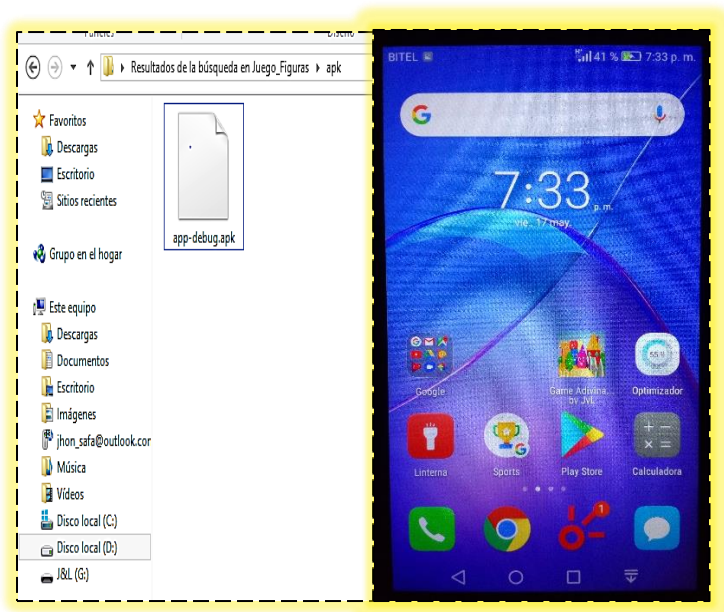 Resultados de la búsqueda en Juego_Figuras
apk
Favoritos
Descargas
Escritorio
Sitios recientes
Grupo en el hogar
Este equipo
Descargas
Documentos
Escritorio
Imágenes
jhon_safa@outlook.cor
Música
Vídeos
Disco local (C:)
Disco local (D:)
J&L (G:)
app-debug.apk
BITEL
41 % 7:33 p. m.
7:33 p. m.
vie. 17 may.
55%
Google
Game Adivina...
by JvL
Optimizador
Linterna
Sports
Play Store
Calculadora
1